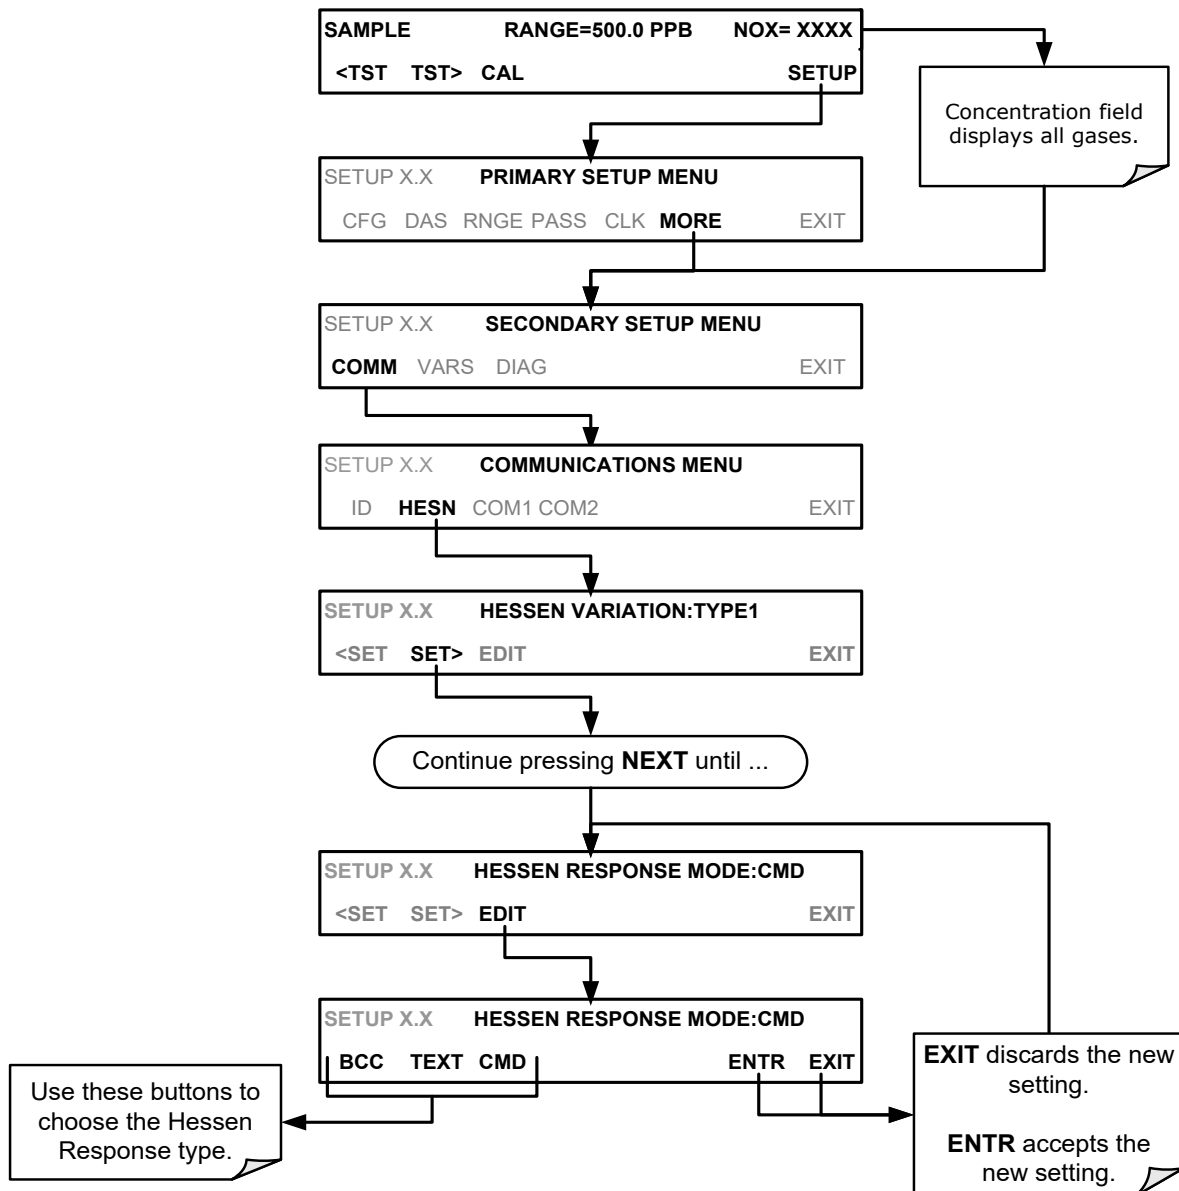 SAMPLE RANGE=500.0 PPB NOX= XXXX
<TST TST> CAL SETUP
Concentration field
displays all gases.
SETUP X.X PRIMARY SETUP MENU
CFG DAS RNGE PASS CLK MORE EXIT
SETUP X.X SECONDARY SETUP MENU
COMM VARS DIAG EXIT
SETUP X.X COMMUNICATIONS MENU
ID HESN COM1 COM2 EXIT
SETUP X.X HESSEN VARIATION:TYPE1
<SET SET> EDIT EXIT
Continue pressing NEXT until ...
SETUP X.X HESSEN RESPONSE MODE:CMD
<SET SET> EDIT EXIT
SETUP X.X HESSEN RESPONSE MODE:CMD
BCC TEXT CMD ENTR EXIT
Use these buttons to
choose the Hessen
Response type.
EXIT discards the new
setting.
ENTR accepts the
new setting.